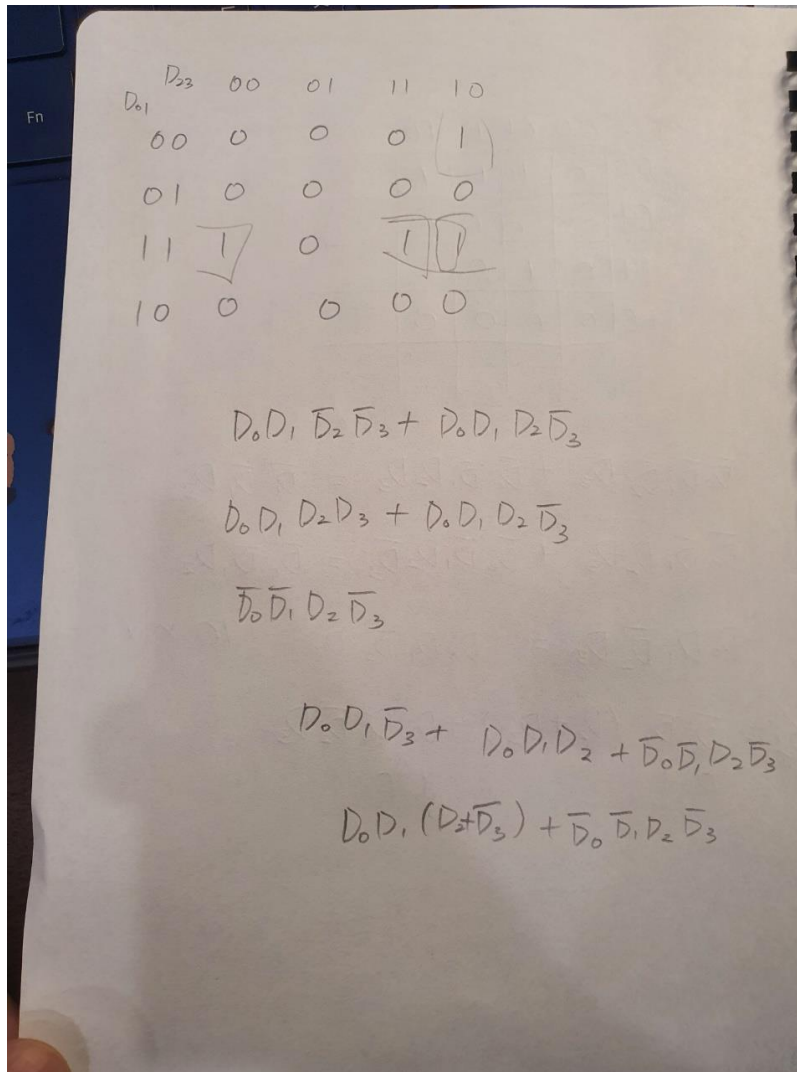 Fn
D₂₃ 00 01 11 10
D₀₁
00 0 0 0 1
01 0 0 0 0
11 1 0 1 1
10 0 0 0 0
D₀D₁D̅₂D̅₃ + D₀D₁D₂D̅₃
D₀D₁D₂D₃ + D₀D₁D₂D̅₃
D̅₀D̅₁D₂D̅₃
D₀D₁D̅₃ + D₀D₁D₂ + D̅₀D̅₁D₂D̅₃
D₀D₁(D₂+D̅₃) + D̅₀D̅₁D₂D̅₃